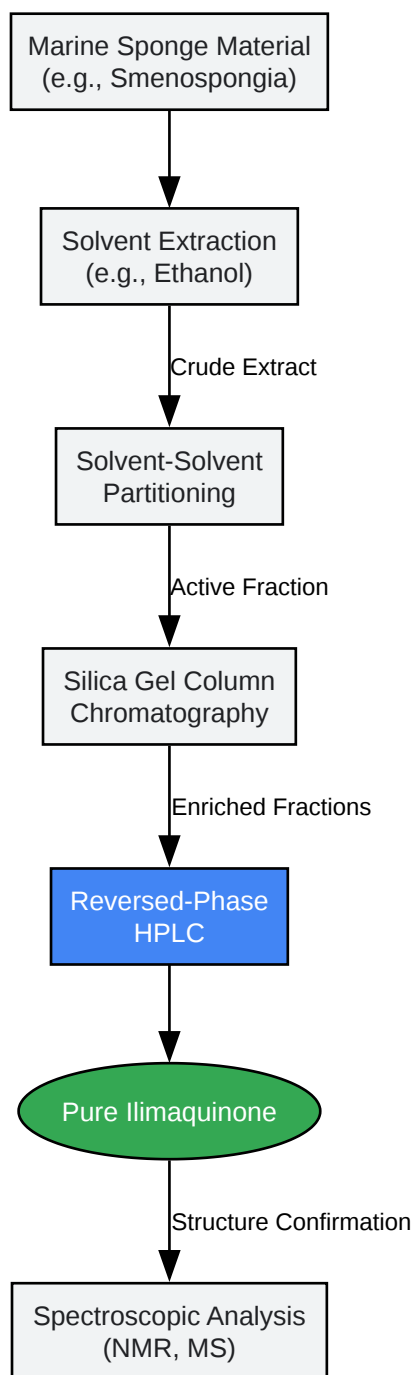 Marine Sponge Material
(e.g., Smenospongia)
Solvent Extraction
(e.g., Ethanol)
Crude Extract
Solvent-Solvent
Partitioning
Active Fraction
Silica Gel Column
Chromatography
Enriched Fractions
Reversed-Phase
HPLC
Pure Ilimaquinone
Structure Confirmation
Spectroscopic Analysis
(NMR, MS)